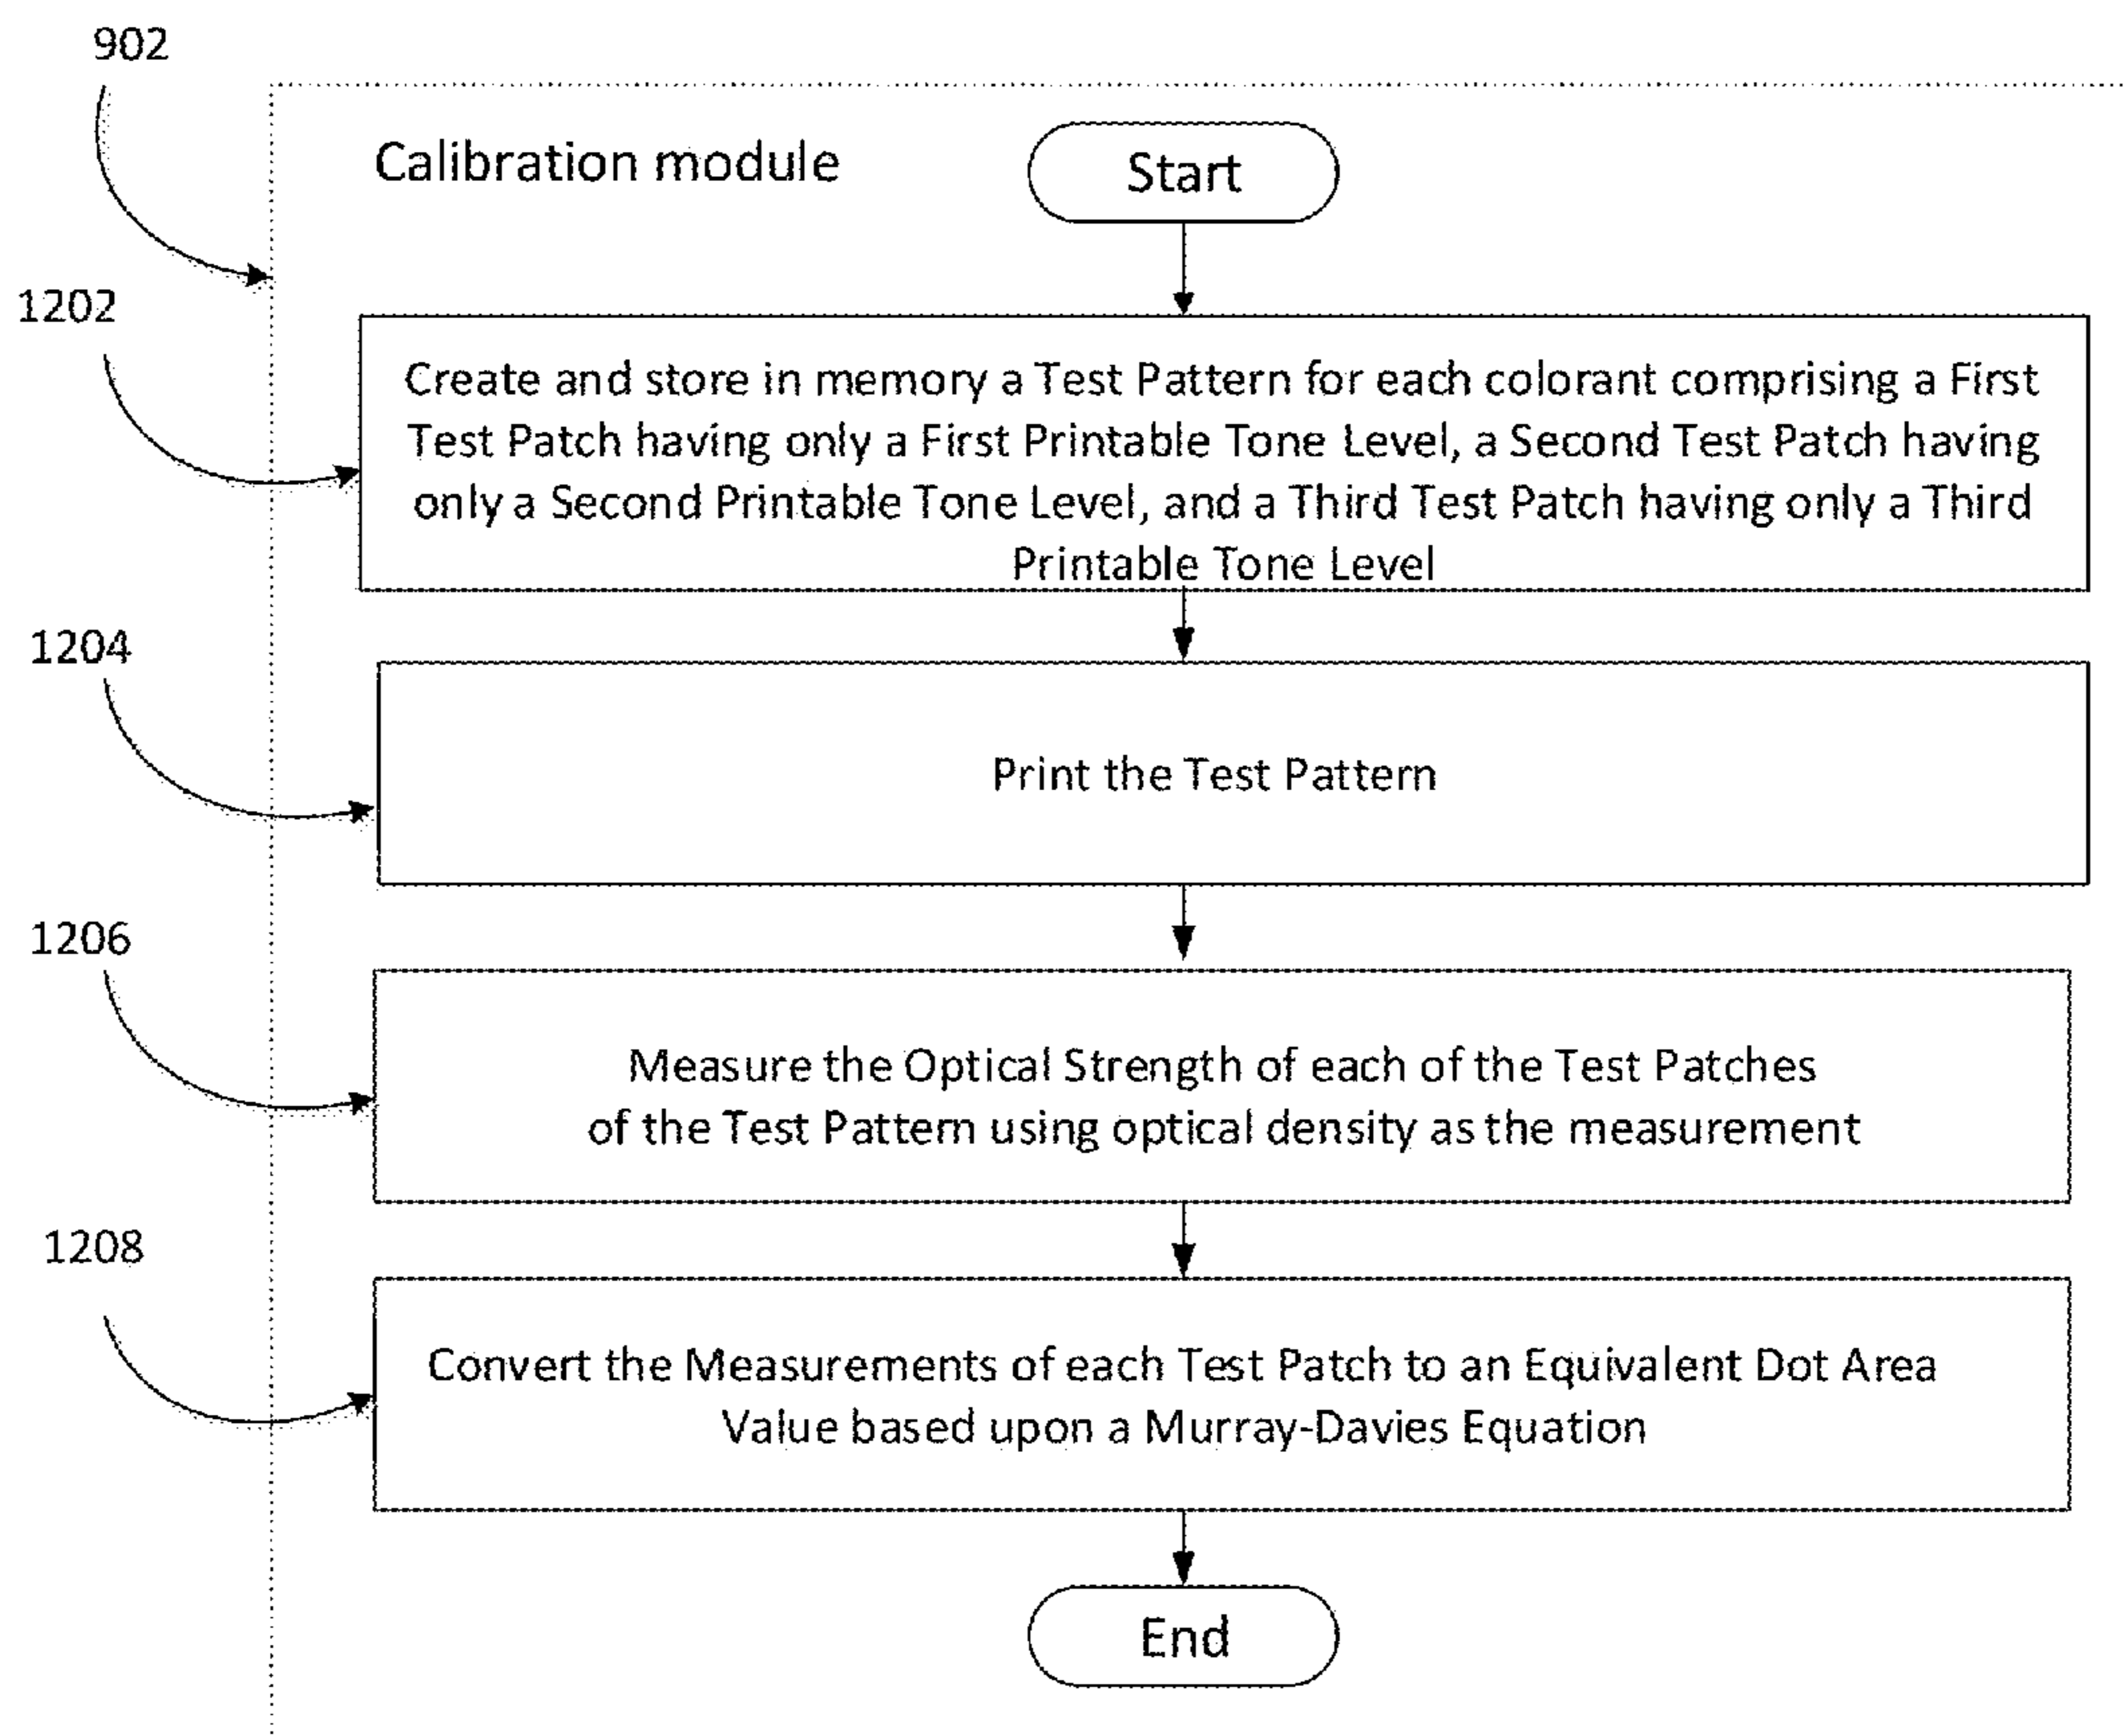 902
Calibration module
Start
1202
Create and store in memory a Test Pattern for each colorant comprising a First
Test Patch having only a First Printable Tone Level, a Second Test Patch having
only a Second Printable Tone Level, and a Third Test Patch having only a Third
Printable Tone Level
1204
Print the Test Pattern
1206
Measure the Optical Strength of each of the Test Patches
of the Test Pattern using optical density as the measurement
1208
Convert the Measurements of each Test Patch to an Equivalent Dot Area
Value based upon a Murray-Davies Equation
End